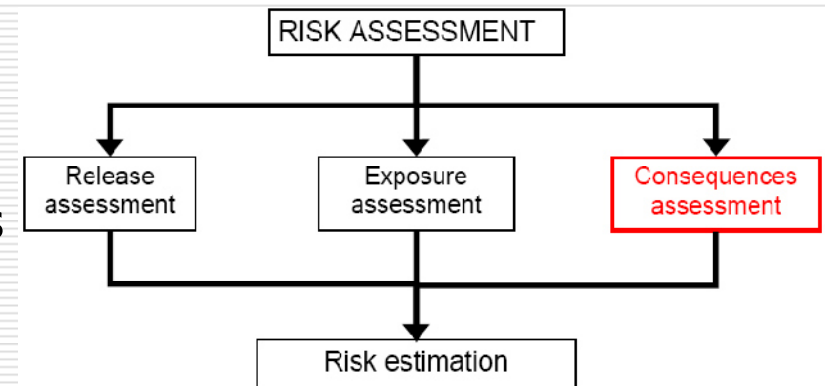 RISK ASSESSMENT
Release
assessment
Exposure
assessment
Consequences
assessment
Risk estimation